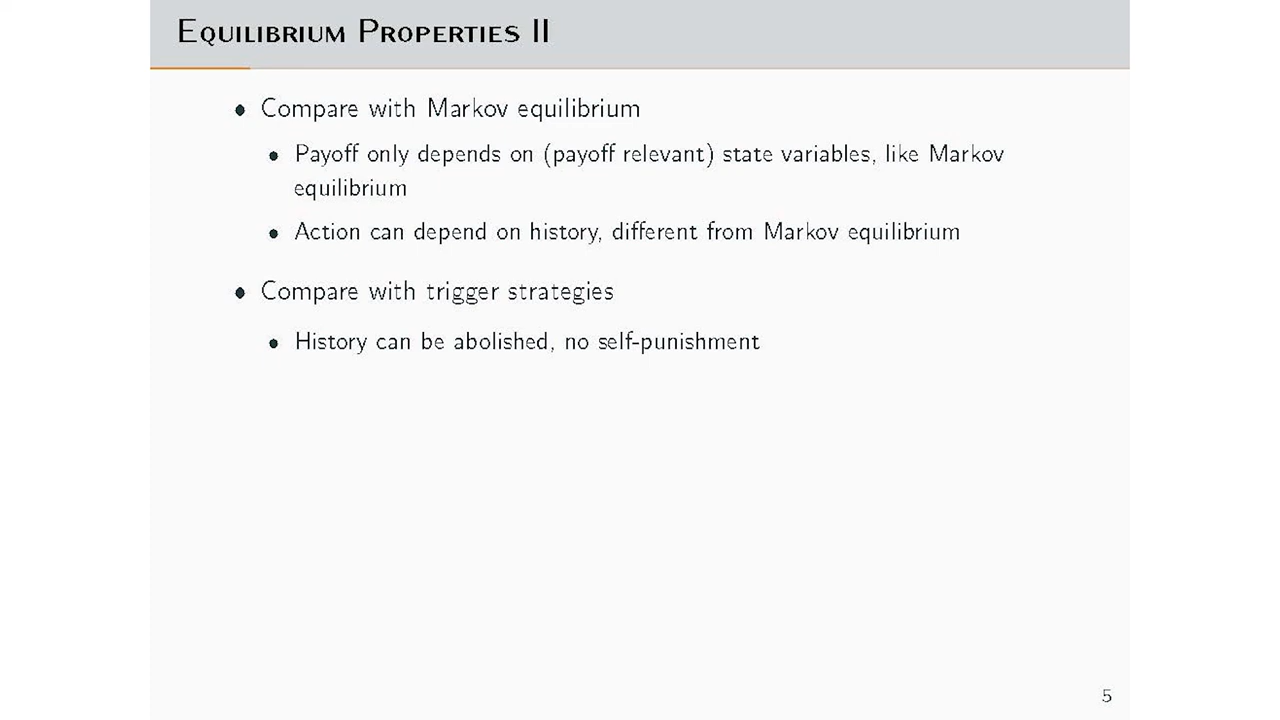 Equilibrium Properties II
• Compare with Markov equilibrium
• Payoff only depends on (payoff relevant) state variables, like Markov
equilibrium
• Action can depend on history, different from Markov equilibrium
• Compare with trigger strategies
• History can be abolished, no self-punishment
5